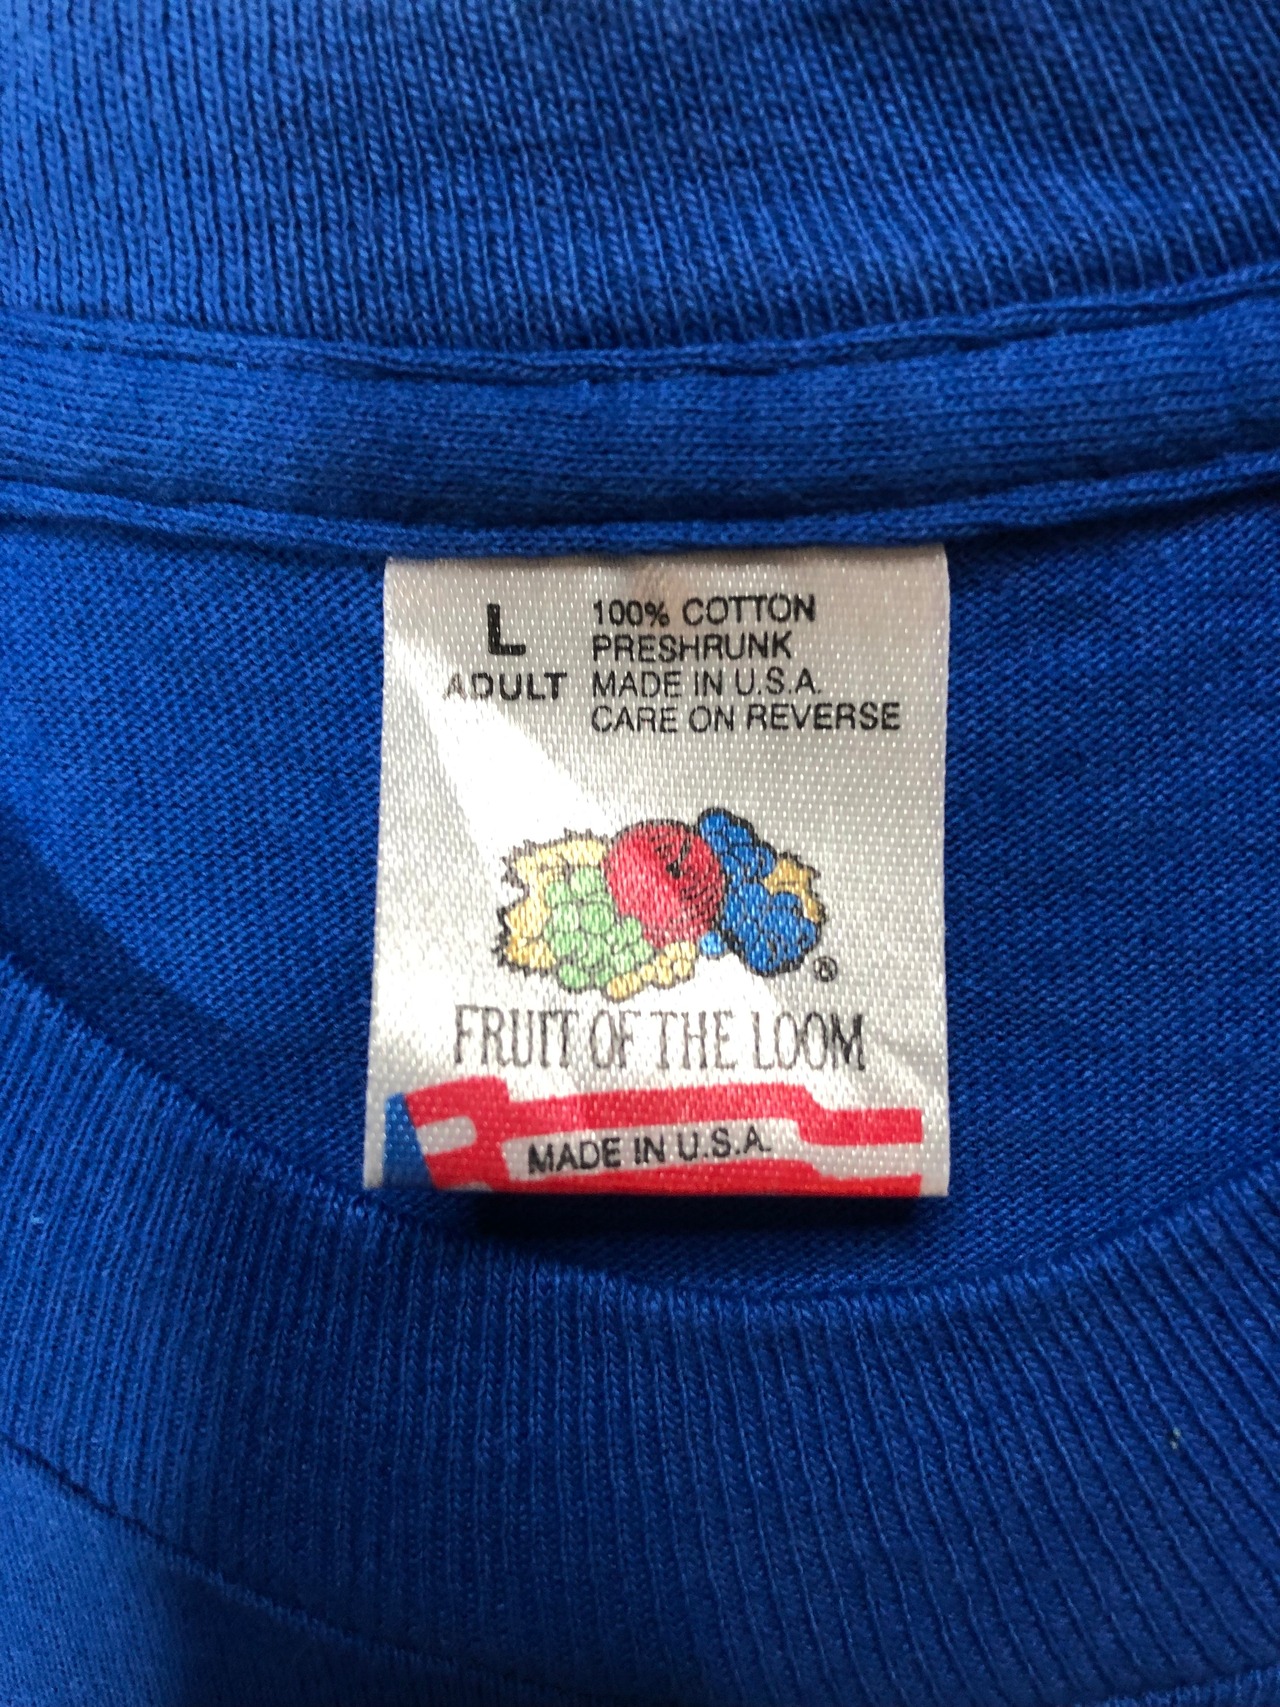 L
ADULT
100% COTTON
PRESHRUNK
MADE IN U.S.A.
CARE ON REVERSE
®
FRUIT OF THE LOOM
MADE IN U.S.A.